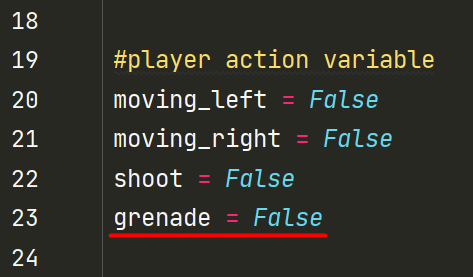 18
19 #player action variable
20 moving_left = False
21 moving_right = False
22 shoot = False
23 grenade = False
24